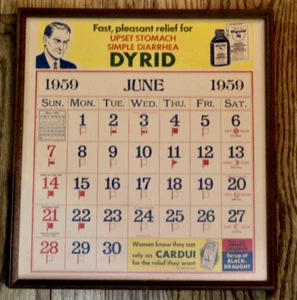 Fast, pleasant relief for
UPSET STOMACH
SIMPLE DIARRHEA
DYRID
1959 JUNE 1959
SUN. MON. TUE. WED. THU. FRI. SAT.
1 2 3 4 5 6
7 8 9 10 11 12 13
14 15 16 17 18 19 20
21 22 23 24 25 26 27
28 29 30
Women know they can
rely on CARDUI
for the relief they want
Syrup of
BLACK-
DRAUGHT